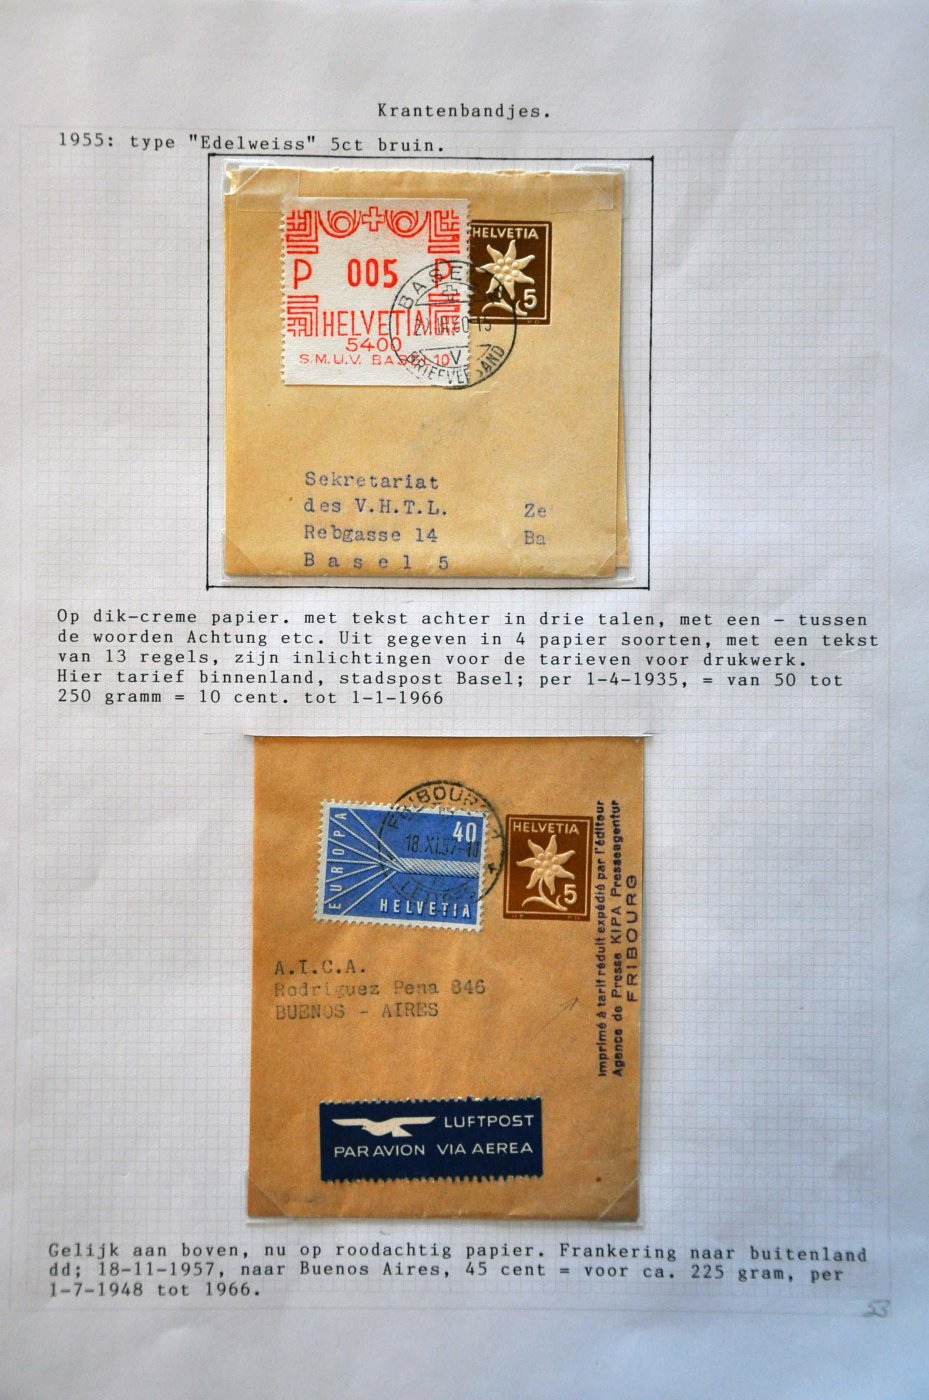 Krantenbandjes.
1955: type "Edelweiss" 5ct bruin.
P 005 P
HELVETIA
5400
S.M.U.V. BASEL 10
HELVETIA
5
BASEL
BRIEFVERSAND
Sekretariat
des V.H.T.L.
Rebgasse 14
B a s e l 5
Ze
Ba
Op dik-creme papier. met tekst achter in drie talen, met een - tussen
de woorden Achtung etc. Uit gegeven in 4 papier soorten, met een tekst
van 13 regels, zijn inlichtingen voor de tarieven voor drukwerk.
Hier tarief binnenland, stadspost Basel; per 1-4-1935, = van 50 tot
250 gramm = 10 cent. tot 1-1-1966
EUROPA
40
HELVETIA
FRIBOURG 1
18.XI.57
HELVETIA
5
Imprimé à tarif réduit expédié par l'éditeur
Agence de Presse KIPA Presseagentur
FRIBOURG
A.I.C.A.
Rodriguez Pena 846
BUENOS - AIRES
LUFTPOST
PAR AVION VIA AEREA
Gelijk aan boven, nu op roodachtig papier. Frankering naar buitenland
dd; 18-11-1957, naar Buenos Aires, 45 cent = voor ca. 225 gram, per
1-7-1948 tot 1966.
53